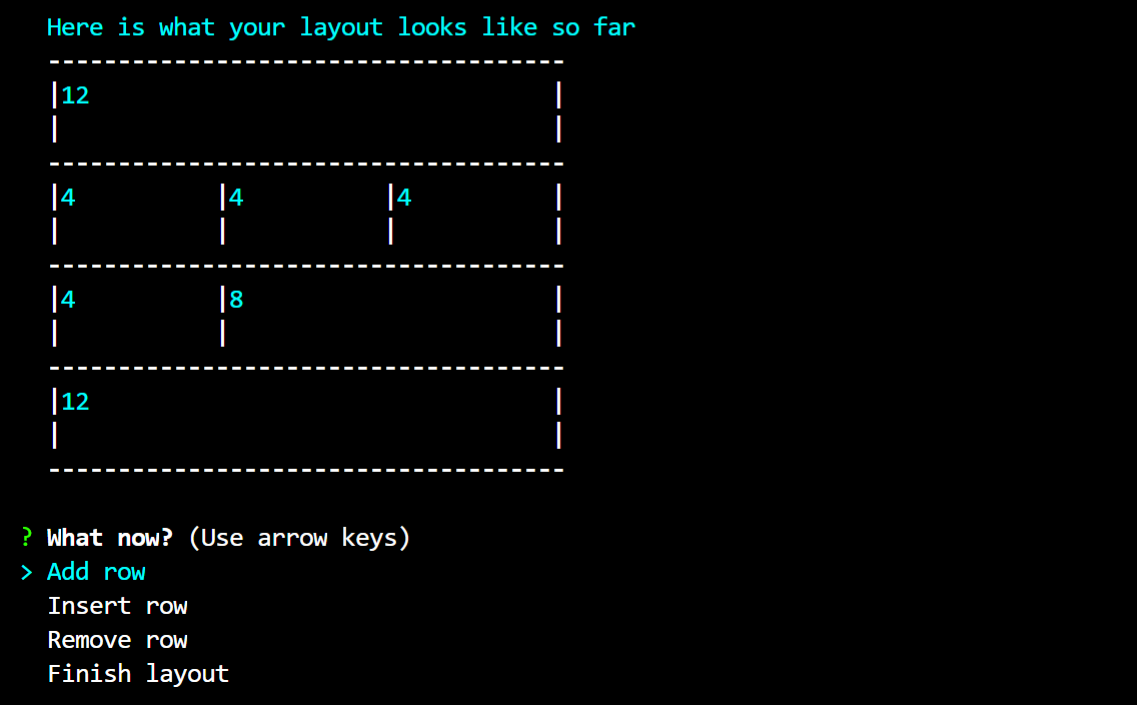 Here is what your layout looks like so far
-------------------------------------
|12                                 |
|                                   |
-------------------------------------
|4          |4          |4          |
|           |           |           |
-------------------------------------
|4          |8                      |
|           |                       |
-------------------------------------
|12                                 |
|                                   |
-------------------------------------
? What now? (Use arrow keys)
> Add row
Insert row
Remove row
Finish layout